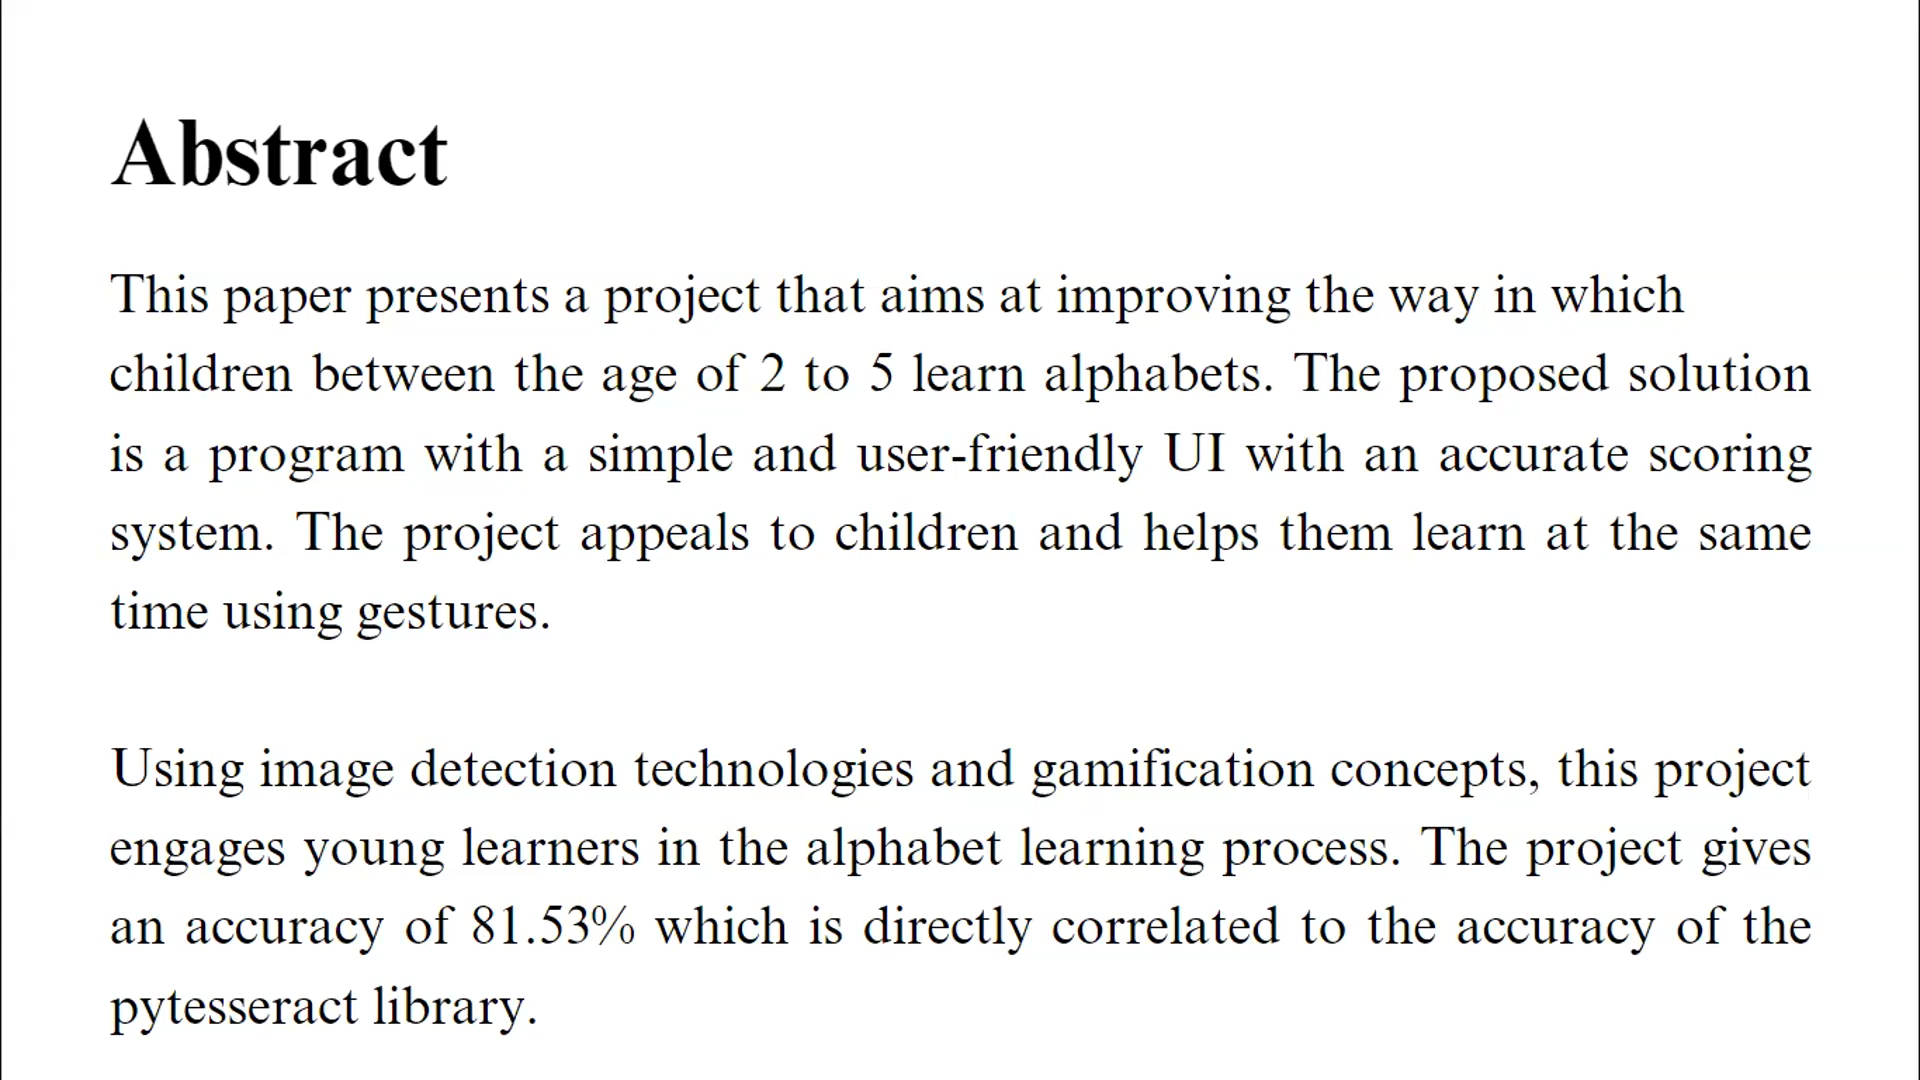 Abstract
This paper presents a project that aims at improving the way in which
children between the age of 2 to 5 learn alphabets. The proposed solution
is a program with a simple and user-friendly UI with an accurate scoring
system. The project appeals to children and helps them learn at the same
time using gestures.
Using image detection technologies and gamification concepts, this project
engages young learners in the alphabet learning process. The project gives
an accuracy of 81.53% which is directly correlated to the accuracy of the
pytesseract library.